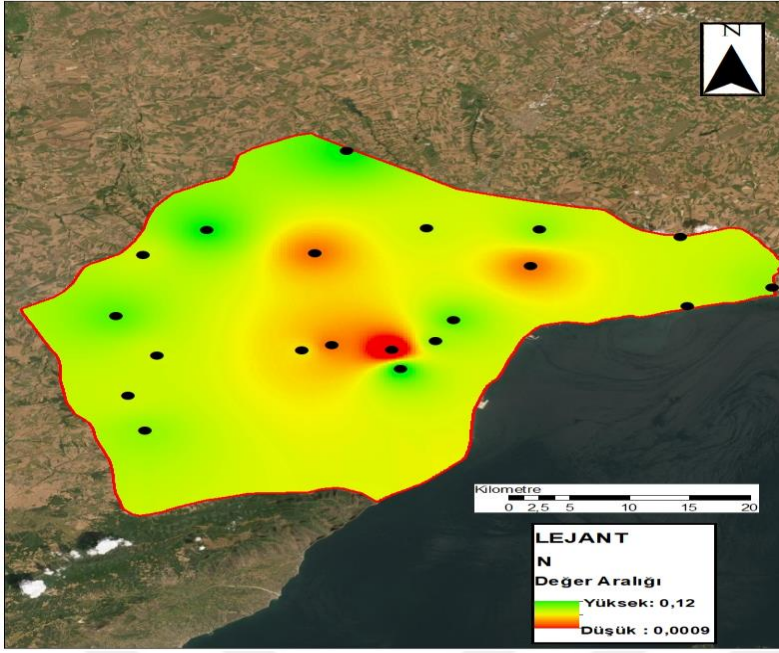 N
Kilometre
0 2,5 5 10 15 20
LEJANT
N
Değer Aralığı
Yüksek: 0,12
Düşük : 0,0009